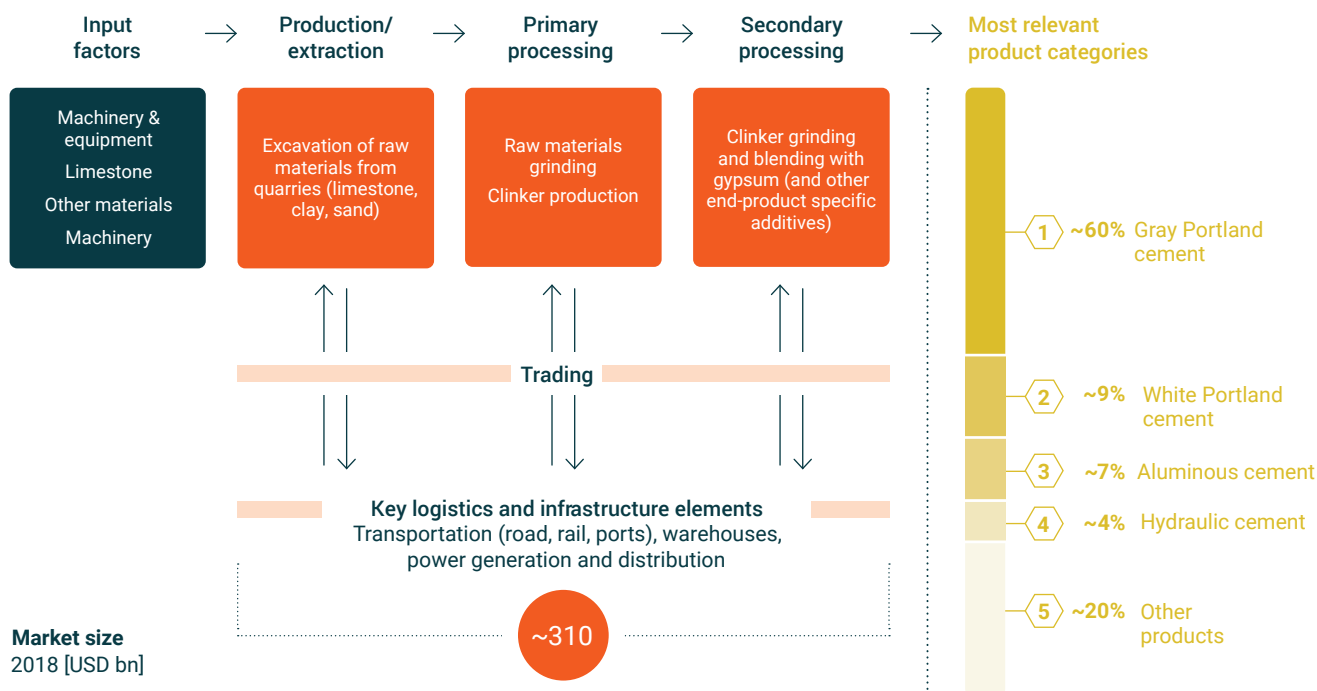 Input
factors
Production/
extraction
Primary
processing
Secondary
processing
Most relevant
product categories
Machinery &
equipment
Limestone
Other materials
Machinery
Excavation of raw
materials from
quarries (limestone,
clay, sand)
Raw materials
grinding
Clinker production
Clinker grinding
and blending with
gypsum (and other
end-product specific
additives)
1 ~60% Gray Portland
cement
Trading
2 ~9% White Portland
cement
3 ~7% Aluminous cement
Key logistics and infrastructure elements
Transportation (road, rail, ports), warehouses,
power generation and distribution
4 ~4% Hydraulic cement
5 ~20% Other
products
Market size
2018 [USD bn]
~310